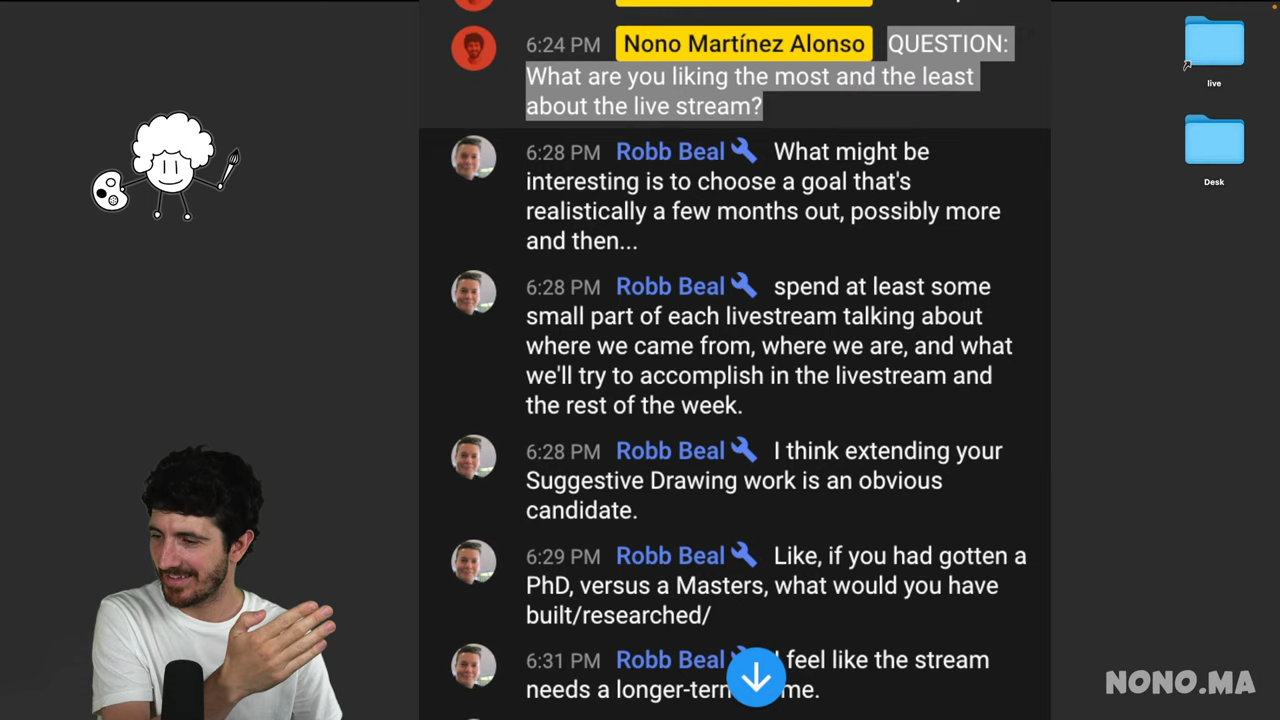 6:24 PM Nono Martínez Alonso QUESTION:
What are you liking the most and the least
about the live stream?
6:28 PM Robb Beal What might be
interesting is to choose a goal that's
realistically a few months out, possibly more
and then...
6:28 PM Robb Beal spend at least some
small part of each livestream talking about
where we came from, where we are, and what
we'll try to accomplish in the livestream and
the rest of the week.
6:28 PM Robb Beal I think extending your
Suggestive Drawing work is an obvious
candidate.
6:29 PM Robb Beal Like, if you had gotten a
PhD, versus a Masters, what would you have
built/researched/
6:31 PM Robb Beal I feel like the stream
needs a longer-term
live
Desk
NONO.MA